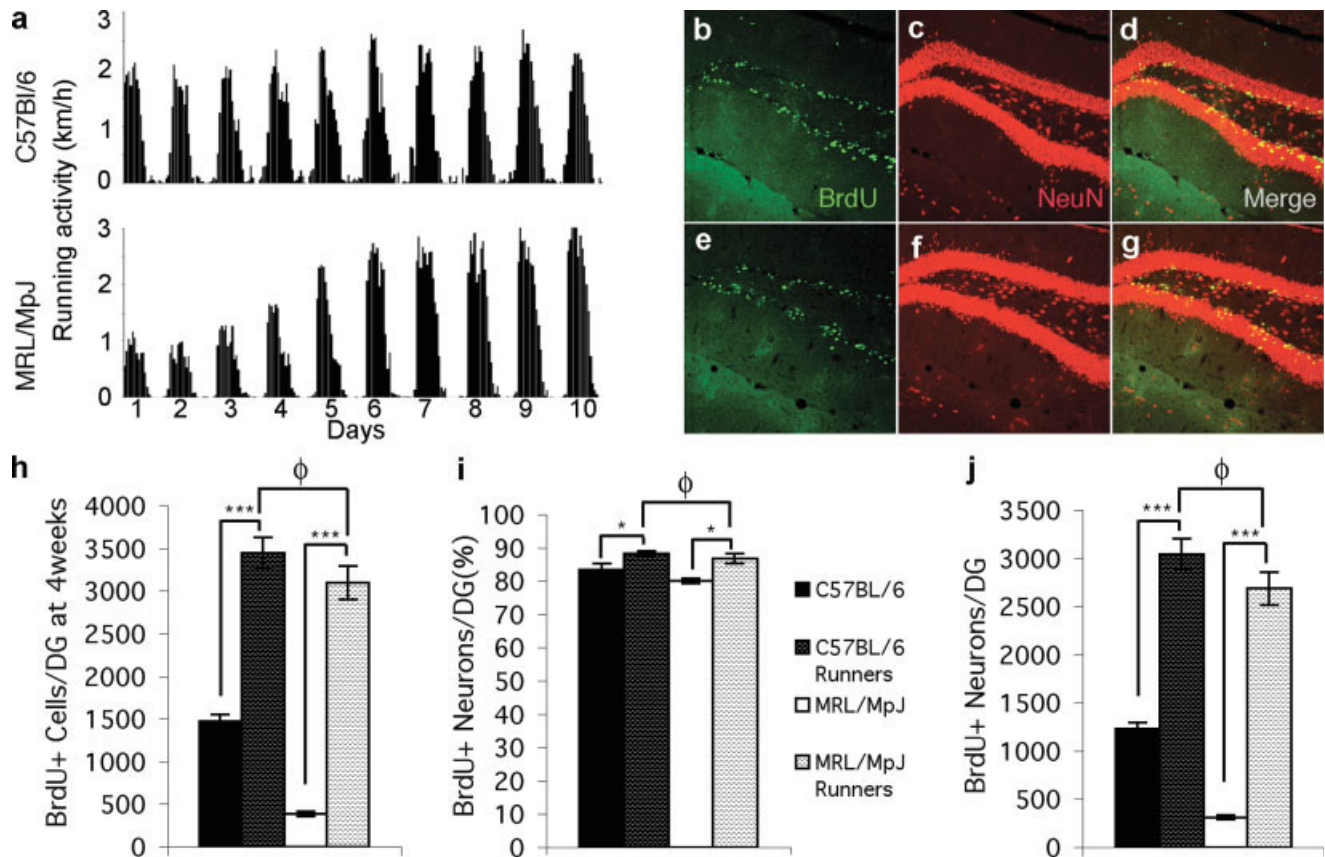 a
Running activity (km/h)
C57Bl/6
3
2
1
0
MRL/MpJ
3
2
1
0
1 2 3 4 5 6 7 8 9 10
Days
b
BrdU
c
NeuN
d
Merge
e
f
g
h
BrdU+ Cells/DG at 4weeks
4000
3500
3000
2500
2000
1500
1000
500
0
***
ϕ
***
i
BrdU+ Neurons/DG(%)
100
90
80
70
60
50
40
30
20
10
0
*
ϕ
*
C57BL/6
C57BL/6
Runners
MRL/MpJ
MRL/MpJ
Runners
j
BrdU+ Neurons/DG
3500
3000
2500
2000
1500
1000
500
0
***
ϕ
***